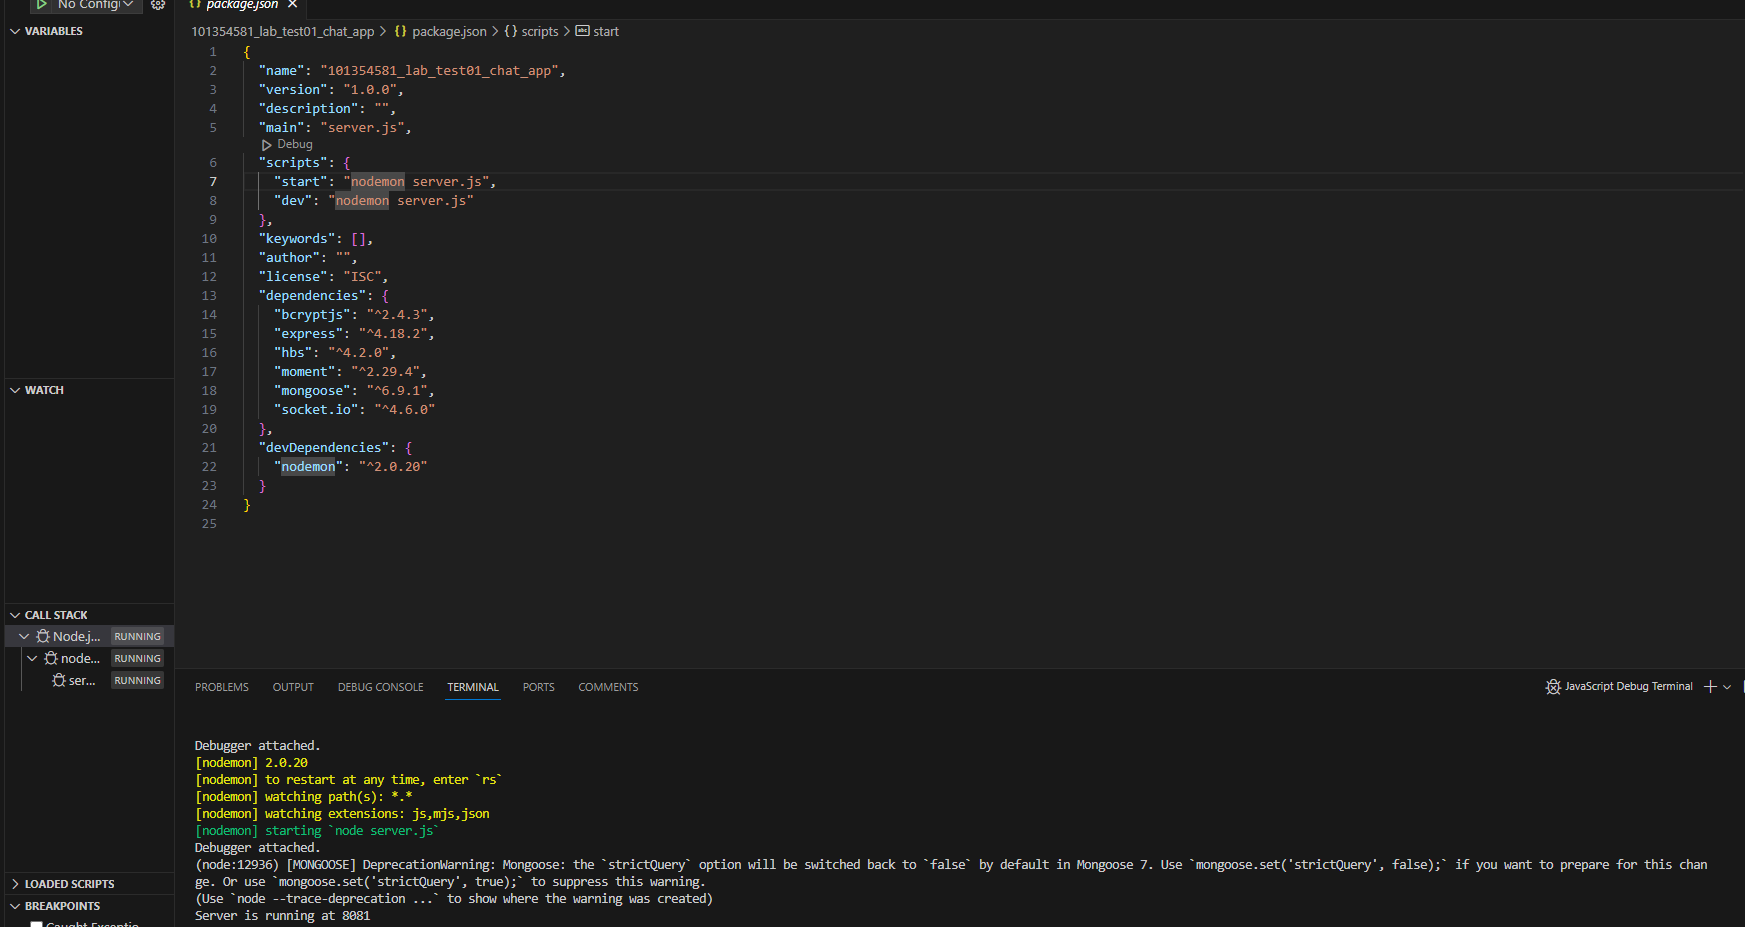 No Configu
package.json
VARIABLES
101354581_lab_test01_chat_app > {} package.json > {} scripts > abc start
1 {
2 "name": "101354581_lab_test01_chat_app",
3 "version": "1.0.0",
4 "description": "",
5 "main": "server.js",
Debug
6 "scripts": {
7 "start": "nodemon server.js",
8 "dev": "nodemon server.js"
9 },
10 "keywords": [],
11 "author": "",
12 "license": "ISC",
13 "dependencies": {
14 "bcryptjs": "^2.4.3",
15 "express": "^4.18.2",
16 "hbs": "^4.2.0",
17 "moment": "^2.29.4",
18 "mongoose": "^6.9.1",
19 "socket.io": "^4.6.0"
20 },
21 "devDependencies": {
22 "nodemon": "^2.0.20"
23 }
24 }
25
WATCH
CALL STACK
Node.j... RUNNING
node... RUNNING
ser... RUNNING
LOADED SCRIPTS
BREAKPOINTS
Caught Exceptio
PROBLEMS OUTPUT DEBUG CONSOLE TERMINAL PORTS COMMENTS
JavaScript Debug Terminal
Debugger attached.
[nodemon] 2.0.20
[nodemon] to restart at any time, enter `rs`
[nodemon] watching path(s): *.*
[nodemon] watching extensions: js,mjs,json
[nodemon] starting `node server.js`
Debugger attached.
(node:12936) [MONGOOSE] DeprecationWarning: Mongoose: the `strictQuery` option will be switched back to `false` by default in Mongoose 7. Use `mongoose.set('strictQuery', false);` if you want to prepare for this chan
ge. Or use `mongoose.set('strictQuery', true);` to suppress this warning.
(Use `node --trace-deprecation ...` to show where the warning was created)
Server is running at 8081